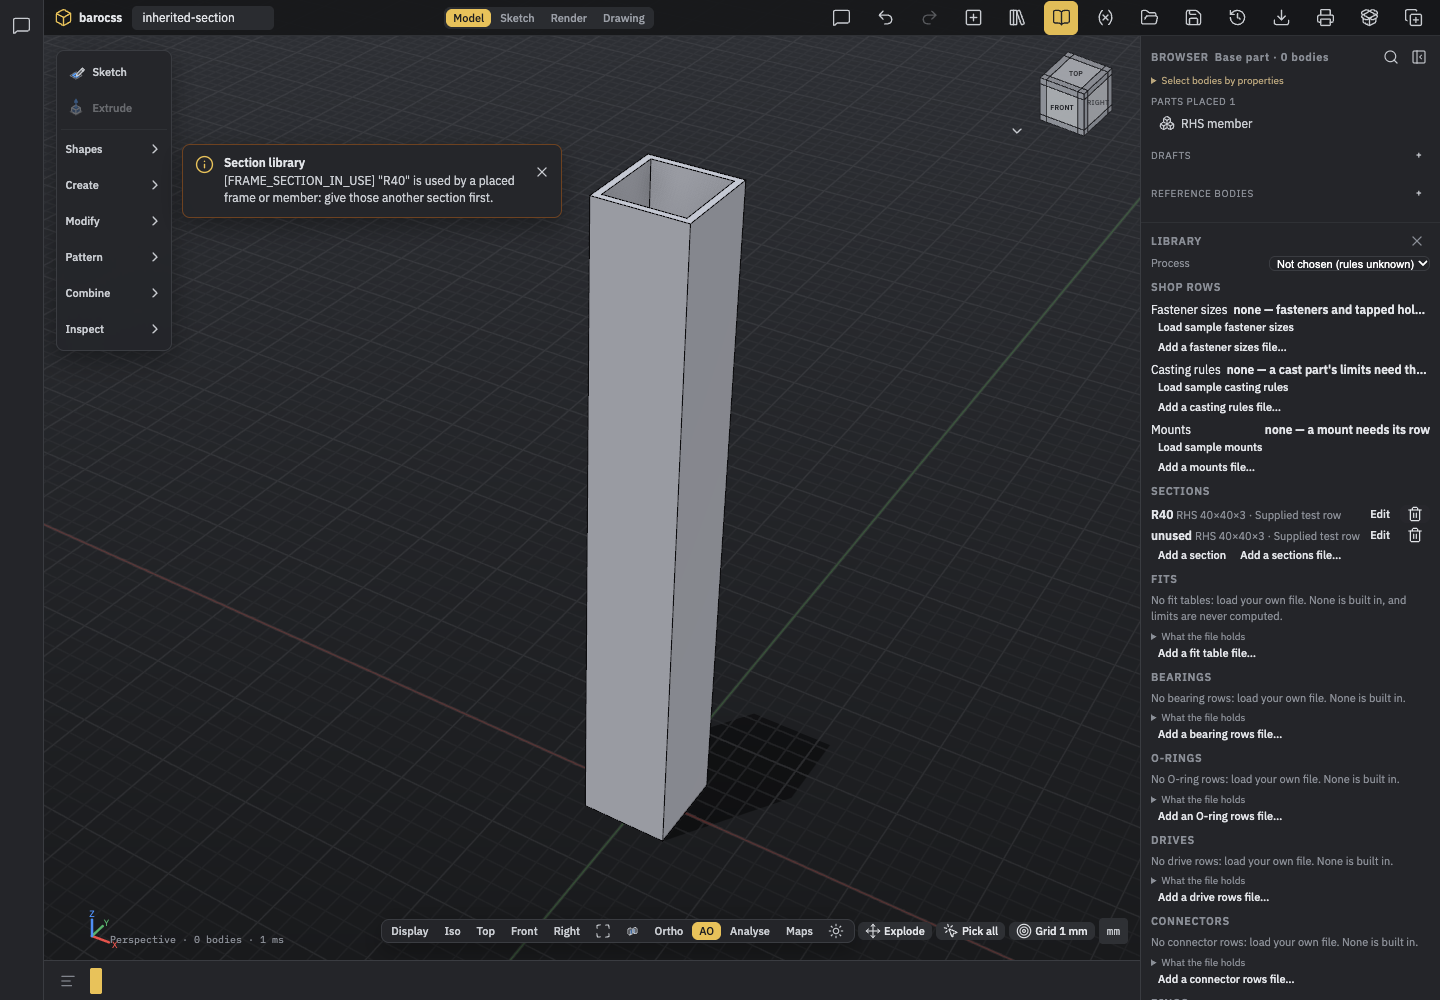 barocss
inherited-section
Model
Sketch
Render
Drawing
Sketch
Extrude
Shapes
Create
Modify
Pattern
Combine
Inspect
Section library
[FRAME_SECTION_IN_USE] "R40" is used by a placed
frame or member: give those another section first.
TOP
FRONT
RIGHT
BROWSER Base part · 0 bodies
Select bodies by properties
PARTS PLACED 1
RHS member
DRAFTS
REFERENCE BODIES
LIBRARY
Process
Not chosen (rules unknown)
SHOP ROWS
Fastener sizes none — fasteners and tapped hol...
Load sample fastener sizes
Add a fastener sizes file...
Casting rules none — a cast part's limits need th...
Load sample casting rules
Add a casting rules file...
Mounts none — a mount needs its row
Load sample mounts
Add a mounts file...
SECTIONS
R40 RHS 40×40×3 · Supplied test row Edit
unused RHS 40×40×3 · Supplied test row Edit
Add a section Add a sections file...
FITS
No fit tables: load your own file. None is built in, and
limits are never computed.
What the file holds
Add a fit table file...
BEARINGS
No bearing rows: load your own file. None is built in.
What the file holds
Add a bearing rows file...
O-RINGS
No O-ring rows: load your own file. None is built in.
What the file holds
Add an O-ring rows file...
DRIVES
No drive rows: load your own file. None is built in.
What the file holds
Add a drive rows file...
CONNECTORS
No connector rows: load your own file. None is built in.
What the file holds
Add a connector rows file...
Z
Y
X
Perspective · 0 bodies · 1 ms
Display
Iso
Top
Front
Right
Ortho
AO
Analyse
Maps
Explode
Pick all
Grid 1 mm
mm